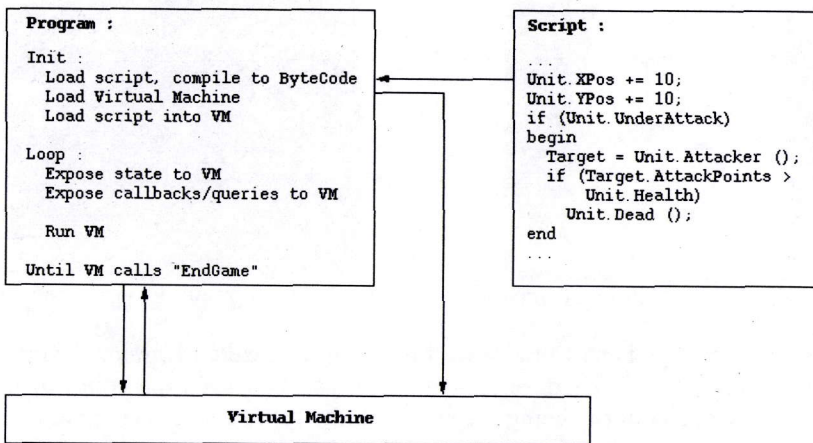 Program :
Init :
Load script, compile to ByteCode
Load Virtual Machine
Load script into VM
Loop :
Expose state to VM
Expose callbacks/queries to VM
Run VM
Until VM calls "EndGame"
Script :
...
Unit.XPos += 10;
Unit.YPos += 10;
if (Unit.UnderAttack)
begin
Target = Unit.Attacker ();
if (Target.AttackPoints >
Unit.Health)
Unit.Dead ();
end
...
Virtual Machine